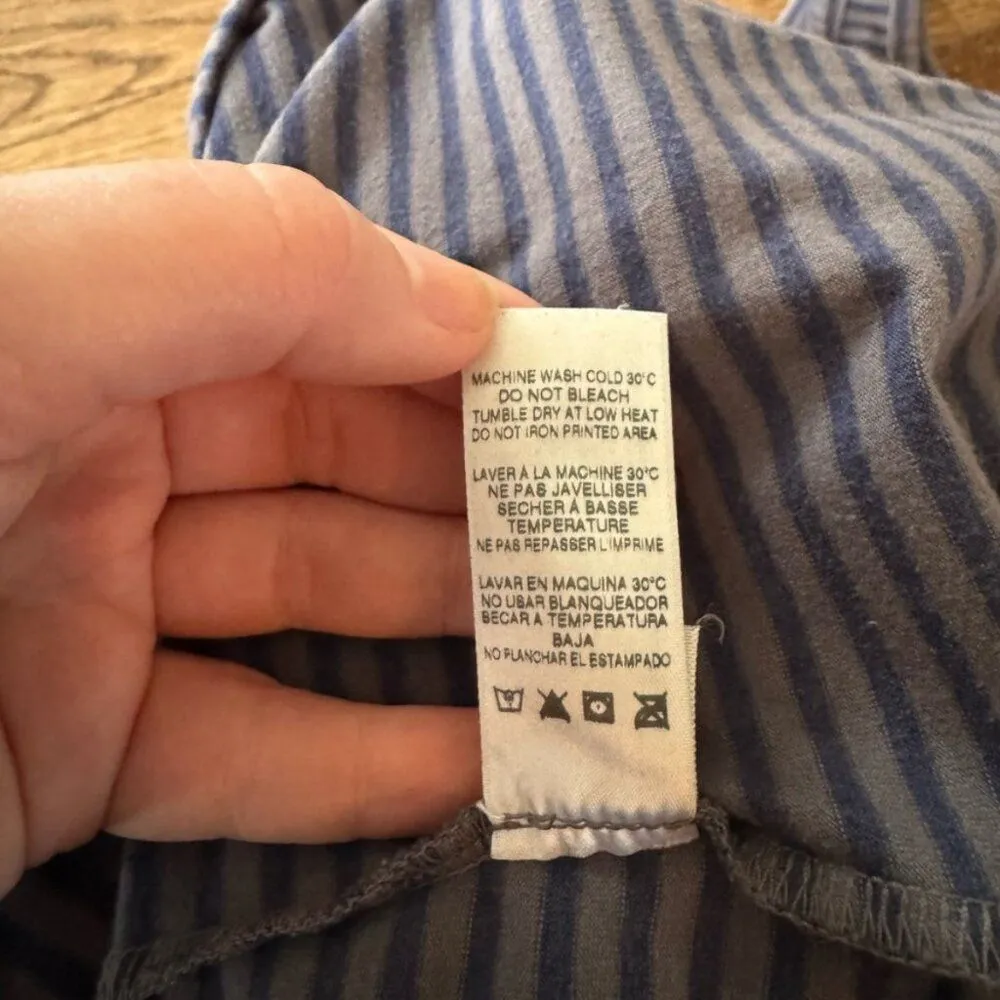 MACHINE WASH COLD 30°C
DO NOT BLEACH
TUMBLE DRY AT LOW HEAT
DO NOT IRON PRINTED AREA
LAVER À LA MACHINE 30°C
NE PAS JAVELLISER
SECHER À BASSE
TEMPERATURE
NE PAS REPASSER L'IMPRIME
LAVAR EN MAQUINA 30°C
NO USAR BLANQUEADOR
SECAR A TEMPERATURA
BAJA
NO PLANCHAR EL ESTAMPADO